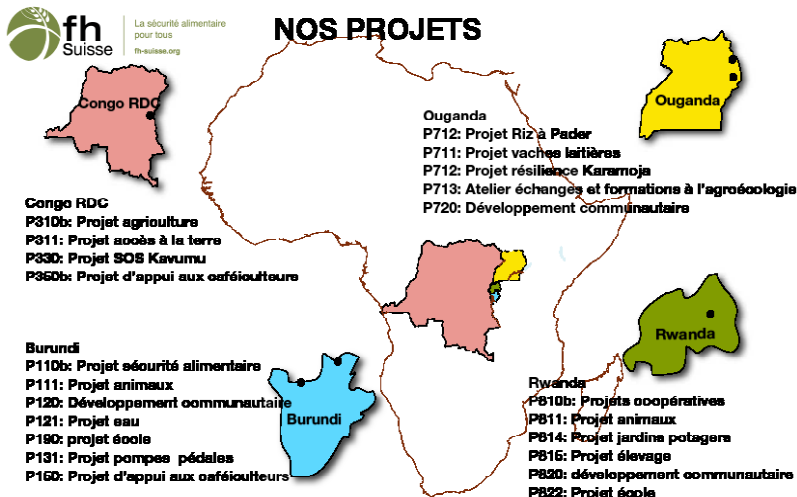 fh
Suisse
La sécurité alimentaire
pour tous
fh-suisse.org
NOS PROJETS
Congo RDC
Ouganda
Ouganda
P712: Projet Riz à Pader
P711: Projet vaches laitières
P712: Projet résilience Karamoja
P713: Atelier échanges et formations à l'agroécologie
P720: Développement communautaire
Congo RDC
P310b: Projet agriculture
P311: Projet accès à la terre
P330: Projet SOS Kavumu
P350b: Projet d'appui aux caféiculteurs
Rwanda
Burundi
P110b: Projet sécurité alimentaire
P111: Projet animaux
P120: Développement communautaire
P121: Projet eau
P190: projet école
P131: Projet pompes pédales
P150: Projet d'appui aux caféiculteurs
Burundi
Rwanda
P810b: Projets coopératives
P811: Projet animaux
P814: Projet jardins potagers
P815: Projet élevage
P820: développement communautaire
P822: Projet école